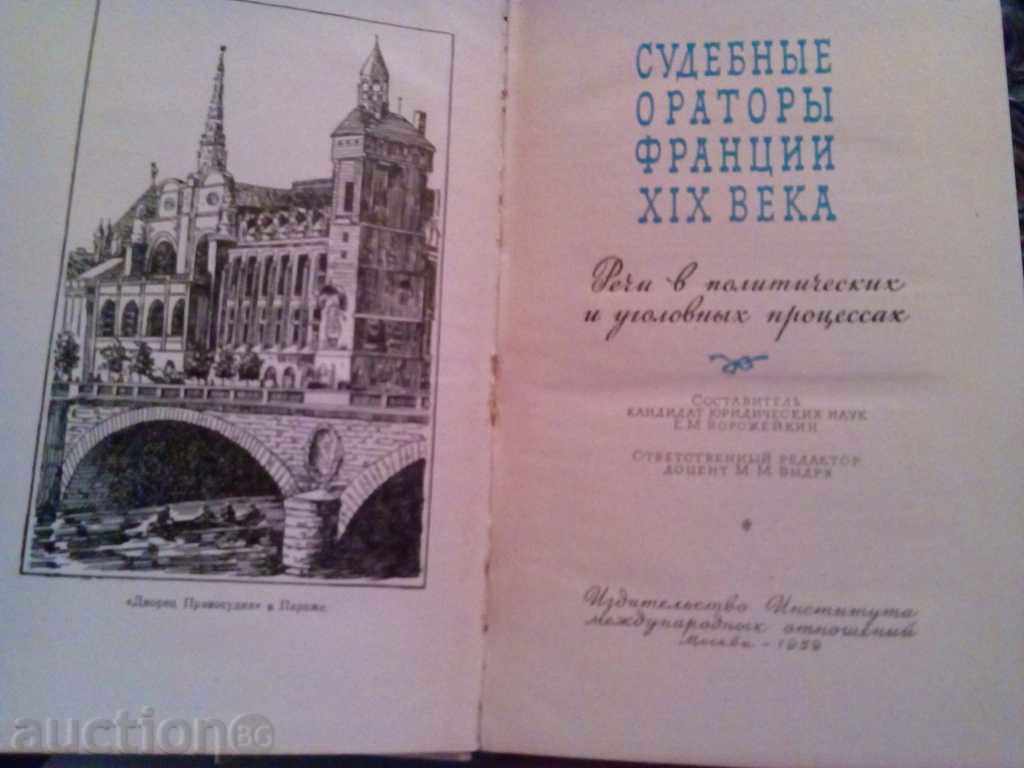 «Дворец Правосудия» в Париже
СУДЕБНЫЕ
ОРАТОРЫ
ФРАНЦИИ
XIX ВЕКА
Речи в политических
и уголовных процессах
СОСТАВИТЕЛЬ
КАНДИДАТ ЮРИДИЧЕСКИХ НАУК
Е.М ВОРОЖЕЙКИН
ОТВЕТСТВЕННЫЙ РЕДАКТОР
ДОЦЕНТ М. М. ВЫДРЯ
Издательство Института
международных отношений
Москва - 1959
auctionBG